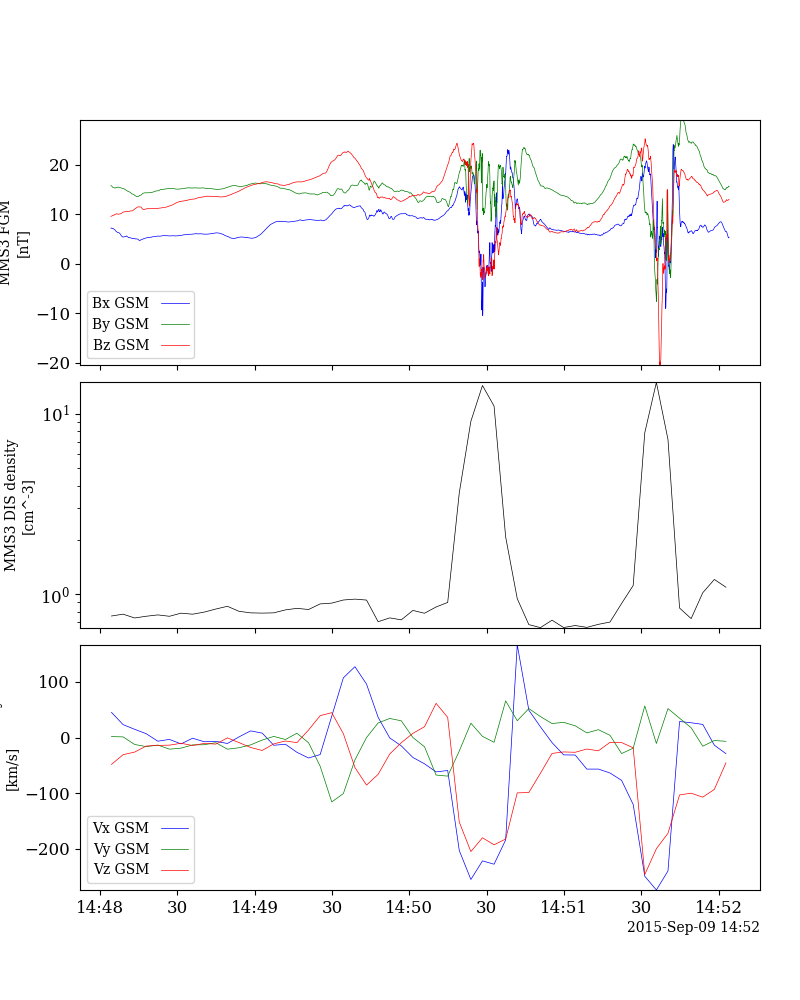 20
10
0
−10
−20
MMS3 FGM
[nT]
Bx GSM
By GSM
Bz GSM
10^1
10^0
MMS3 DIS density
[cm^-3]
100
0
−100
−200
[km/s]
Vx GSM
Vy GSM
Vz GSM
14:48 30 14:49 30 14:50 30 14:51 30 14:52
2015-Sep-09 14:52